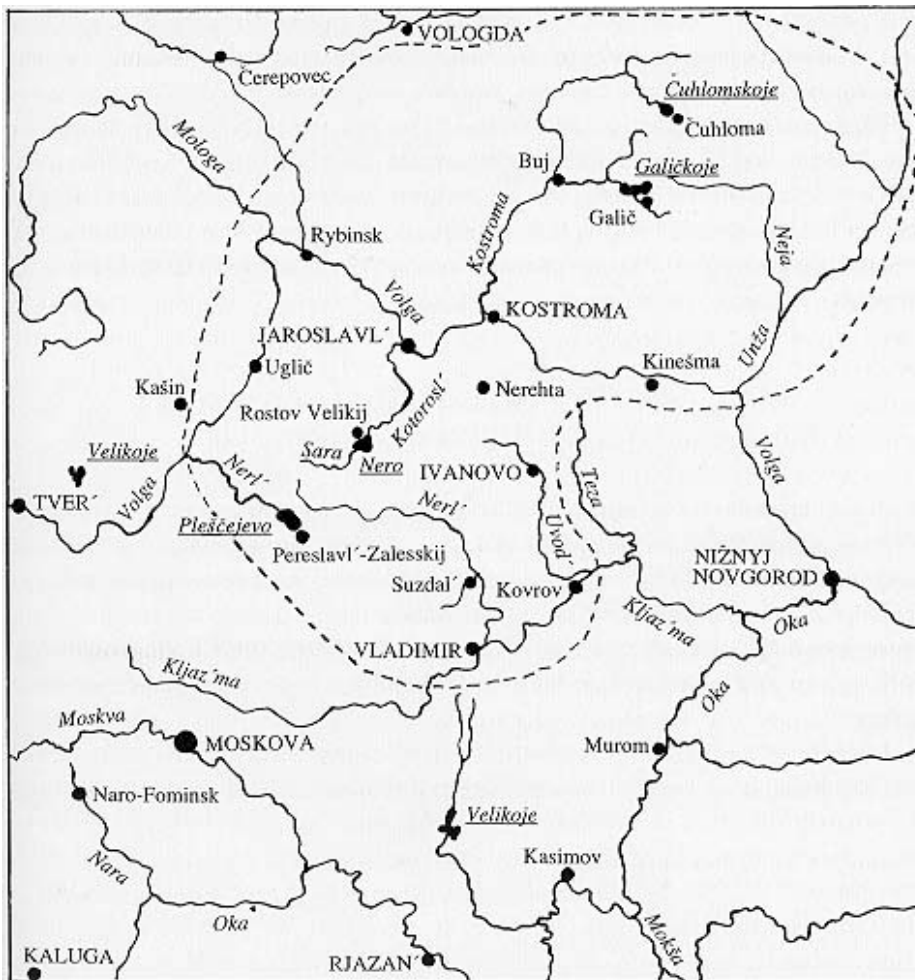 VOLOGDA´
Čerepovec
Čuhlomskoje
Čuhloma
Mologa
Buj
Galičkoje
Galič
Kostroma
Neja
Rybinsk
Volga
KOSTROMA
JAROSLAVL´
Unža
Kinešma
Uglič
Kašin
Nerehta
Rostov Velikij
Kotorosl´
Sara
Nero
Velikoje
Nerl´
IVANOVO
Teza
Volga
TVER´
Volga
Nerl´
Uvod´
Pleščejevo
Pereslavl´-Zalesskij
NIŽNYJ
NOVGOROD
Suzdal´
Kovrov
Kljaz´ma
Oka
VLADIMIR
Kljaz´ma
Oka
Moskva
MOSKOVA
Murom
Naro-Fominsk
Velikoje
Nara
Kasimov
Oka
Mokša
KALUGA
RJAZAN´